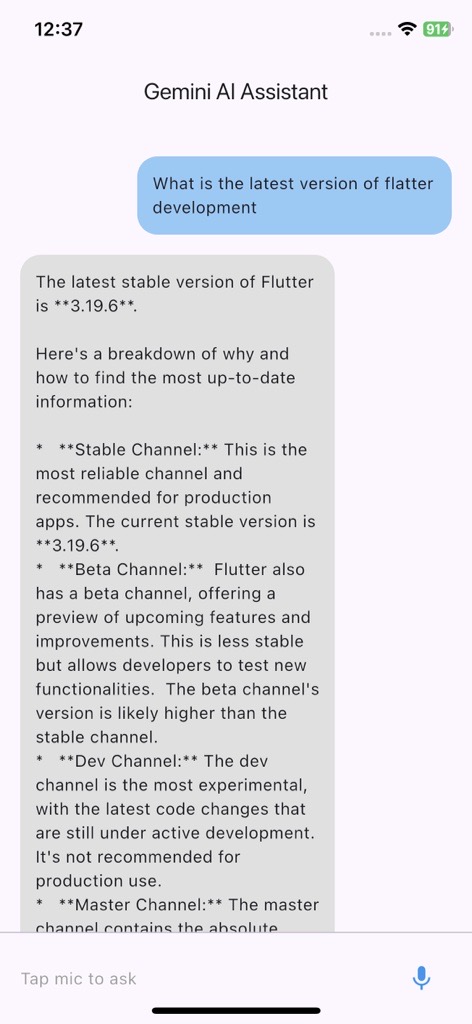 12:37
91
Gemini AI Assistant
What is the latest version of flatter
development
The latest stable version of Flutter
is **3.19.6**.
Here's a breakdown of why and
how to find the most up-to-date
information:
*   **Stable Channel:** This is the
most reliable channel and
recommended for production
apps. The current stable version is
**3.19.6**.
*   **Beta Channel:**  Flutter also
has a beta channel, offering a
preview of upcoming features and
improvements. This is less stable
but allows developers to test new
functionalities.  The beta channel's
version is likely higher than the
stable channel.
*   **Dev Channel:** The dev
channel is the most experimental,
with the latest code changes that
are still under active development.
It's not recommended for
production use.
*   **Master Channel:** The master
channel contains the absolute
Tap mic to ask